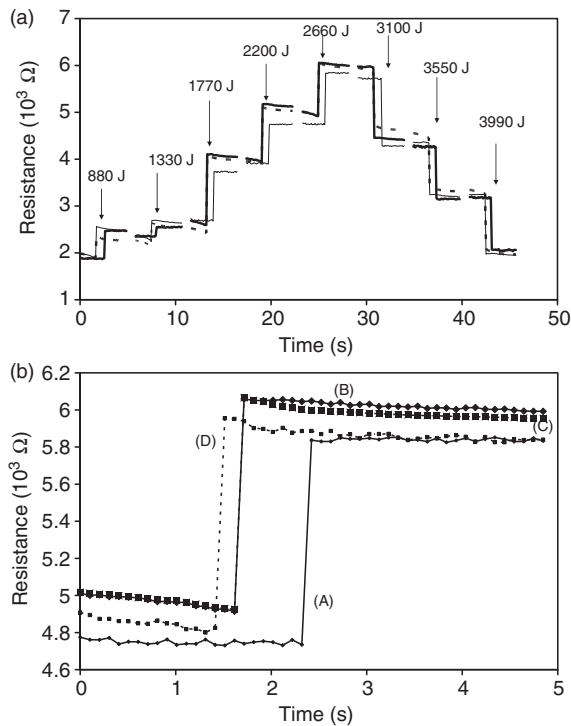 (a)
7
6
5
4
3
2
1
Resistance (10³ Ω)
880 J
1330 J
1770 J
2200 J
2660 J
3100 J
3550 J
3990 J
0 10 20 30 40 50
Time (s)
(b)
6.2
6
5.8
5.6
5.4
5.2
5
4.8
4.6
Resistance (10³ Ω)
(B)
(C)
(D)
(A)
0 1 2 3 4 5
Time (s)